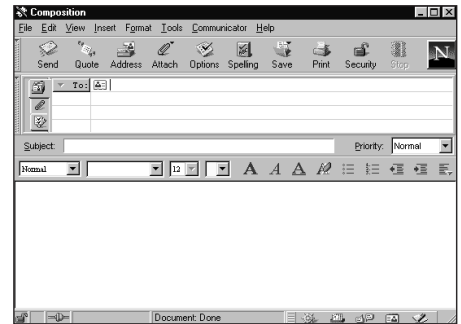 Composition
File Edit View Insert Format Tools Communicator Help
Send Quote Address Attach Options Spelling Save Print Security Stop N
To:
Subject: Priority: Normal
Normal 12 A A A
Document: Done